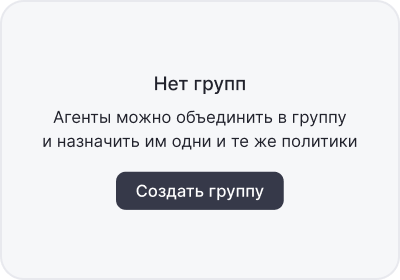 Нет групп
Агенты можно объединить в группу
и назначить им одни и те же политики
Создать группу